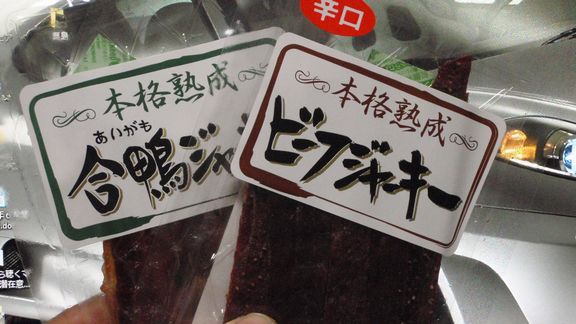 辛口
本格熟成
あいがも
合鴨ジャ
本格熟成
ビーフジャーキー